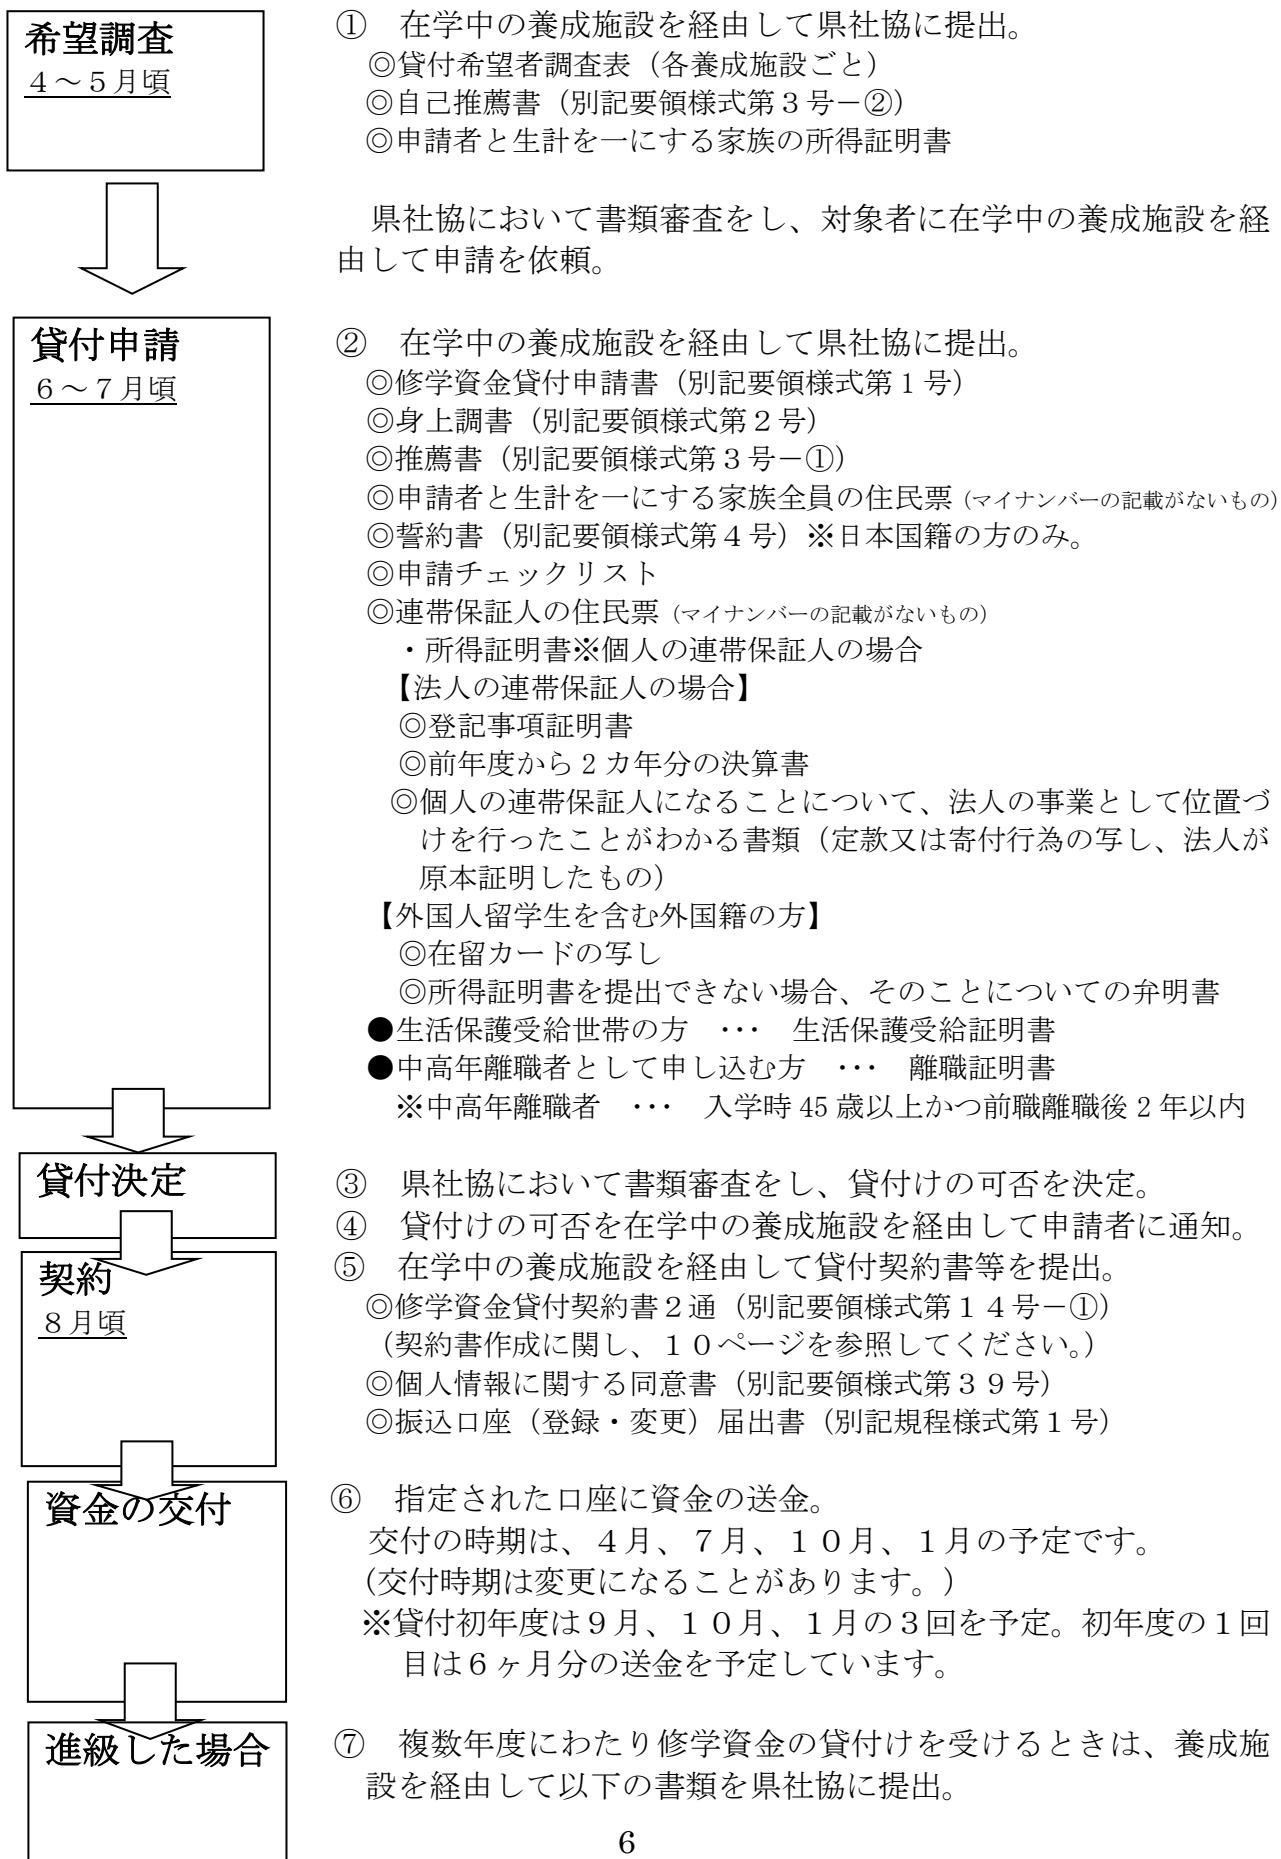 希望調査
４～５月頃
①　在学中の養成施設を経由して県社協に提出。
◎貸付希望者調査表（各養成施設ごと）
◎自己推薦書（別記要領様式第３号－②）
◎申請者と生計を一にする家族の所得証明書
県社協において書類審査をし、対象者に在学中の養成施設を経
由して申請を依頼。
貸付申請
６～７月頃
②　在学中の養成施設を経由して県社協に提出。
◎修学資金貸付申請書（別記要領様式第１号）
◎身上調書（別記要領様式第２号）
◎推薦書（別記要領様式第３号－①）
◎申請者と生計を一にする家族全員の住民票（マイナンバーの記載がないもの）
◎誓約書（別記要領様式第４号）※日本国籍の方のみ。
◎申請チェックリスト
◎連帯保証人の住民票（マイナンバーの記載がないもの）
・所得証明書※個人の連帯保証人の場合
【法人の連帯保証人の場合】
◎登記事項証明書
◎前年度から２カ年分の決算書
◎個人の連帯保証人になることについて、法人の事業として位置づ
けを行ったことがわかる書類（定款又は寄付行為の写し、法人が
原本証明したもの）
【外国人留学生を含む外国籍の方】
◎在留カードの写し
◎所得証明書を提出できない場合、そのことについての弁明書
●生活保護受給世帯の方　･･･　生活保護受給証明書
●中高年離職者として申し込む方　･･･　離職証明書
※中高年離職者　･･･　入学時 45 歳以上かつ前職離職後 2 年以内
貸付決定
③　県社協において書類審査をし、貸付けの可否を決定。
④　貸付けの可否を在学中の養成施設を経由して申請者に通知。
契約
８月頃
⑤　在学中の養成施設を経由して貸付契約書等を提出。
◎修学資金貸付契約書２通（別記要領様式第１４号－①）
（契約書作成に関し、１０ページを参照してください。）
◎個人情報に関する同意書（別記要領様式第３９号）
◎振込口座（登録・変更）届出書（別記規程様式第１号）
資金の交付
⑥　指定された口座に資金の送金。
交付の時期は、４月、７月、１０月、１月の予定です。
（交付時期は変更になることがあります。）
※貸付初年度は９月、１０月、１月の３回を予定。初年度の１回
目は６ヶ月分の送金を予定しています。
進級した場合
⑦　複数年度にわたり修学資金の貸付けを受けるときは、養成施
設を経由して以下の書類を県社協に提出。
6